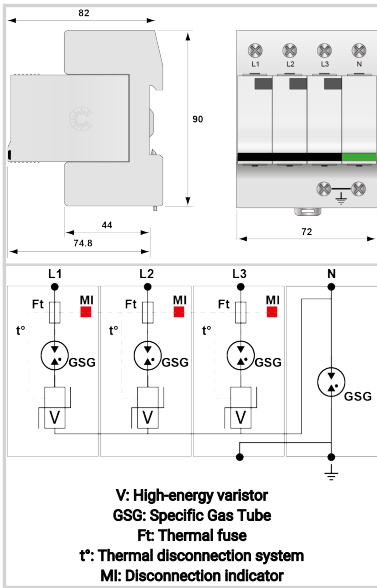 82
90
44
74.8
L1 L2 L3 N
72
L1 L2 L3 N
Ft MI Ft MI Ft MI
t° t° t°
GSG GSG GSG
GSG
V V V
V: High-energy varistor
GSG: Specific Gas Tube
Ft: Thermal fuse
t°: Thermal disconnection system
MI: Disconnection indicator